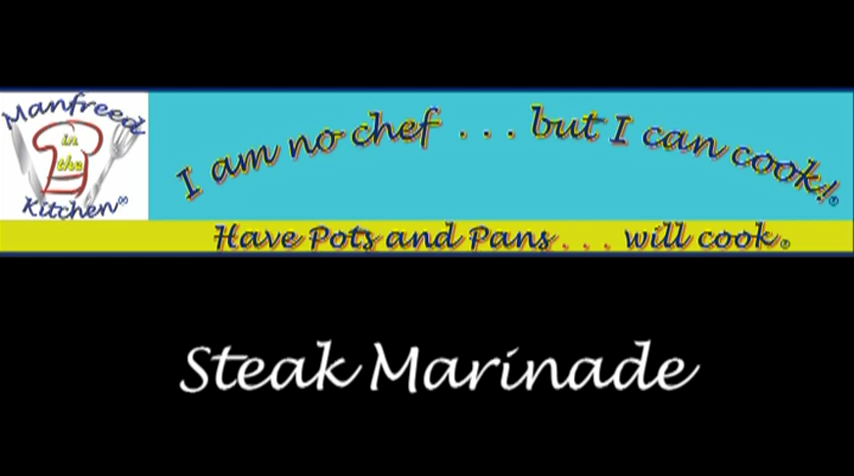 Manfreed
in
the
Kitchen®
I am no chef . . . but I can cook!®
Have Pots and Pans . . . will cook®
Steak Marinade